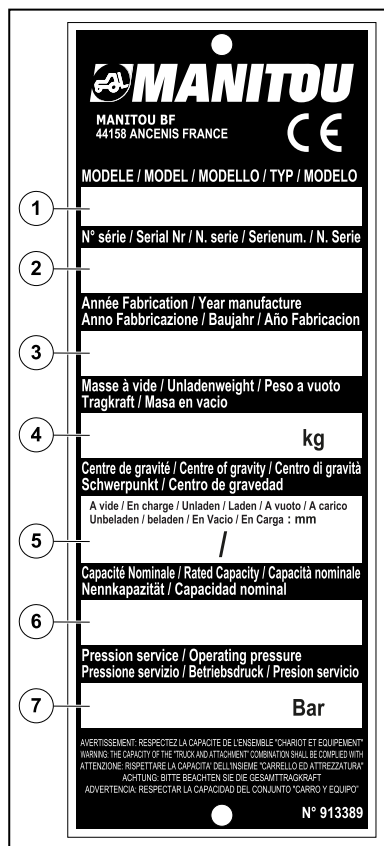 MANITOU
MANITOU BF
44158 ANCENIS FRANCE
CE
MODELE / MODEL / MODELLO / TYP / MODELO
1
N° série / Serial Nr / N. serie / Serienum. / N. Serie
2
Année Fabrication / Year manufacture
Anno Fabbricazione / Baujahr / Año Fabricacion
3
Masse à vide / Unladenweight / Peso a vuoto
Tragkraft / Masa en vacio
4 kg
Centre de gravité / Centre of gravity / Centro di gravità
Schwerpunkt / Centro de gravedad
A vide / En charge / Unladen / Laden / A vuoto / A carico
Unbeladen / beladen / En Vacio / En Carga : mm
5 /
Capacité Nominale / Rated Capacity / Capacità nominale
Nennkapazität / Capacidad nominal
6
Pression service / Operating pressure
Pressione servizio / Betriebsdruck / Presion servicio
7 Bar
AVERTISSEMENT: RESPECTEZ LA CAPACITE DE L'ENSEMBLE "CHARIOT ET EQUIPEMENT"
WARNING: THE CAPACITY OF THE "TRUCK AND ATTACHMENT" COMBINATION SHALL BE COMPLIED WITH
ATTENZIONE: RISPETTARE LA CAPACITA' DELL'INSIEME "CARRELLO ED ATTREZZATURA"
ACHTUNG: BITTE BEACHTEN SIE DIE GESAMTTRAGKRAFT
ADVERTENCIA: RESPECTAR LA CAPACIDAD DEL CONJUNTO "CARRO Y EQUIPO"
N° 913389